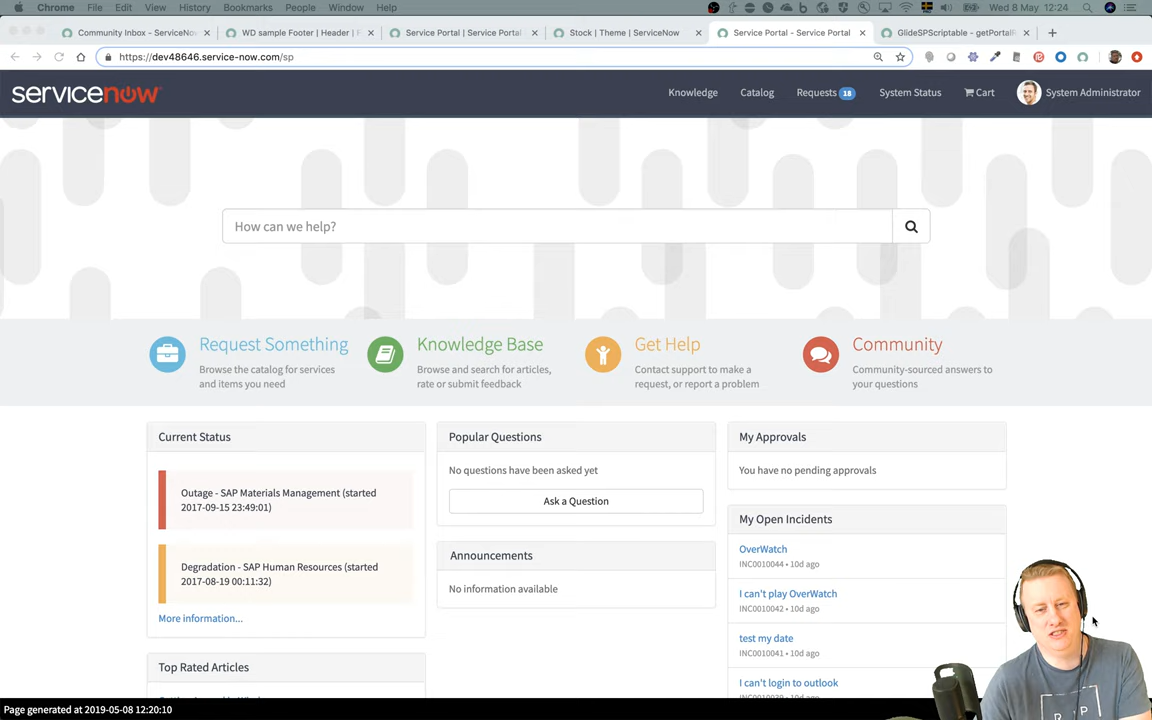 Chrome File Edit View History Bookmarks People Window Help Wed 8 May 12:24
Community Inbox - ServiceNo
WD sample Footer | Header | F
Service Portal | Service Portal
Stock | Theme | ServiceNow
Service Portal - Service Portal
GlideSPScriptable - getPortalR
https://dev48646.service-now.com/sp
servicenow
Knowledge
Catalog
Requests 18
System Status
Cart
System Administrator
How can we help?
Request Something
Browse the catalog for services
and items you need
Knowledge Base
Browse and search for articles,
rate or submit feedback
Get Help
Contact support to make a
request, or report a problem
Community
Community-sourced answers to
your questions
Current Status
Outage - SAP Materials Management (started
2017-09-15 23:49:01)
Degradation - SAP Human Resources (started
2017-08-19 00:11:32)
More information...
Top Rated Articles
Popular Questions
No questions have been asked yet
Ask a Question
Announcements
No information available
My Approvals
You have no pending approvals
My Open Incidents
OverWatch
INC0010044 • 10d ago
I can't play OverWatch
INC0010042 • 10d ago
test my date
INC0010041 • 10d ago
I can't login to outlook
Page generated at 2019-05-08 12:20:10